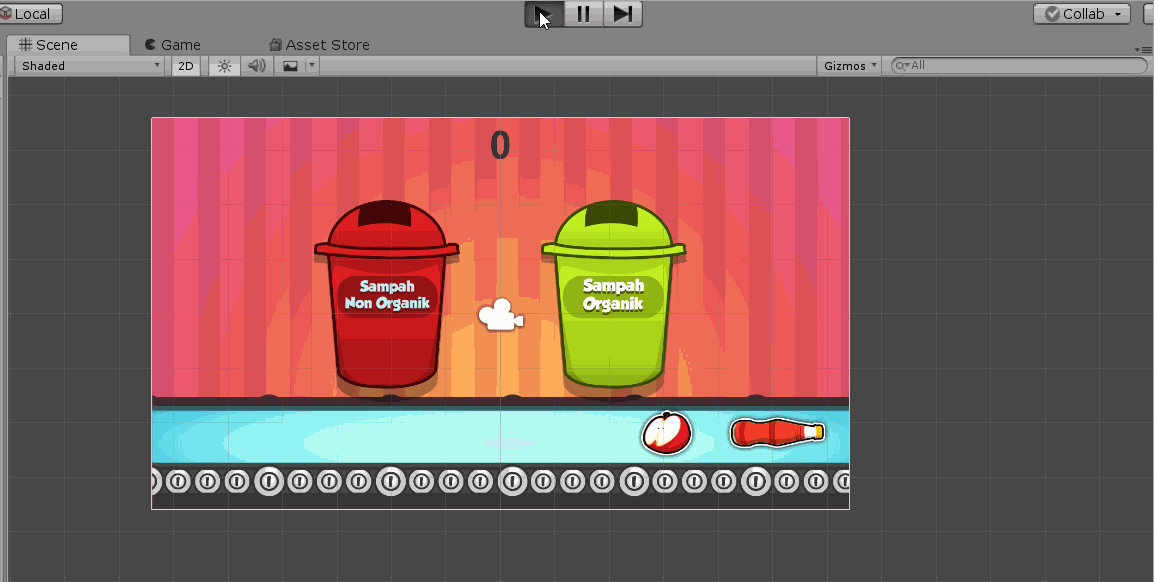 Local
Collab
Scene
Game
Asset Store
Shaded
2D
Gizmos
All
0
Sampah
Non Organik
Sampah
Organik